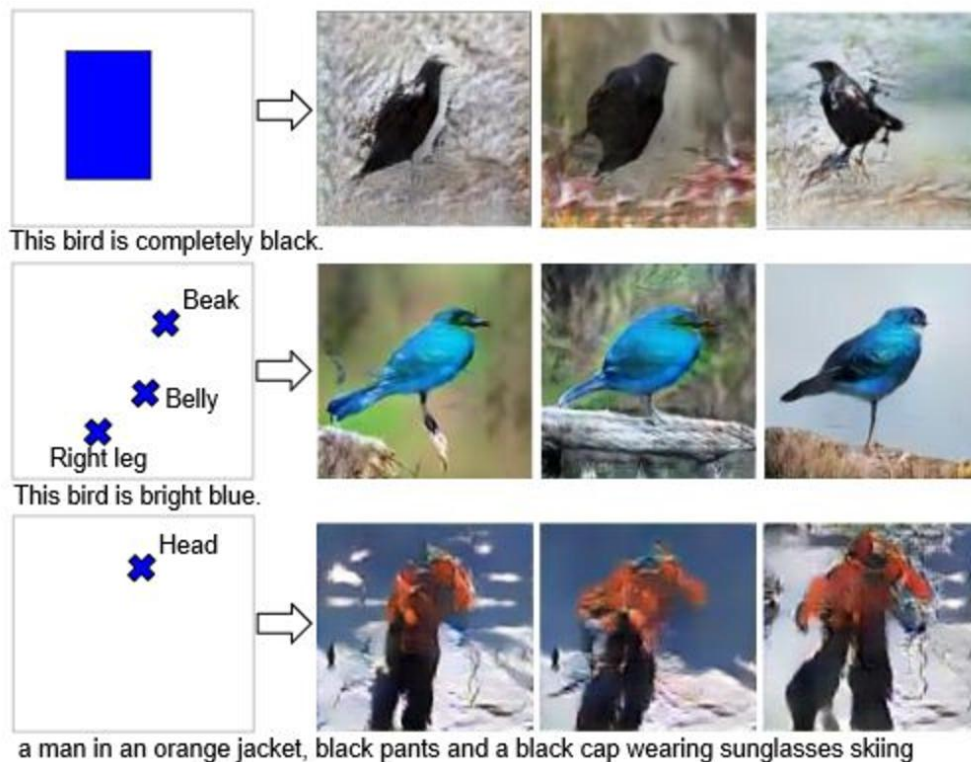 This bird is completely black.
Beak
Belly
Right leg
This bird is bright blue.
Head
a man in an orange jacket, black pants and a black cap wearing sunglasses skiing